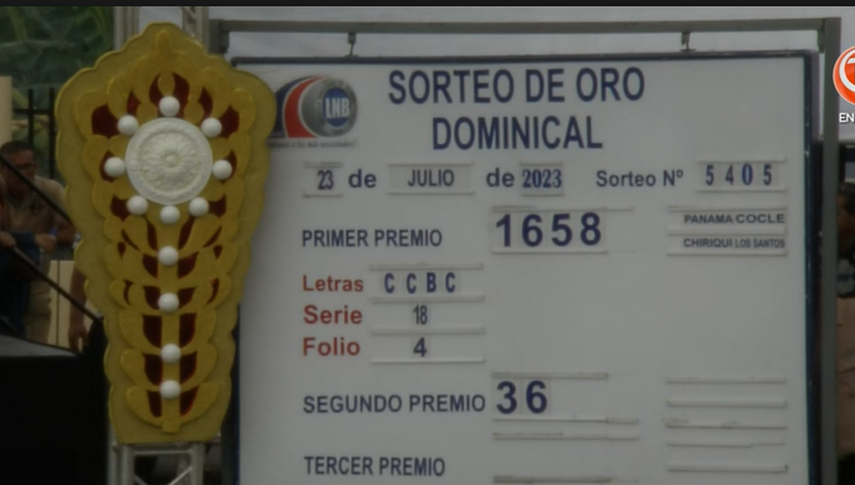 SORTEO DE ORO
DOMINICAL
LNB
23 de JULIO de 2023 Sorteo Nº 5405
PRIMER PREMIO 1658 PANAMA COCLE
CHIRIQUI LOS SANTOS
Letras C C B C
Serie 18
Folio 4
SEGUNDO PREMIO 36
TERCER PREMIO
EN